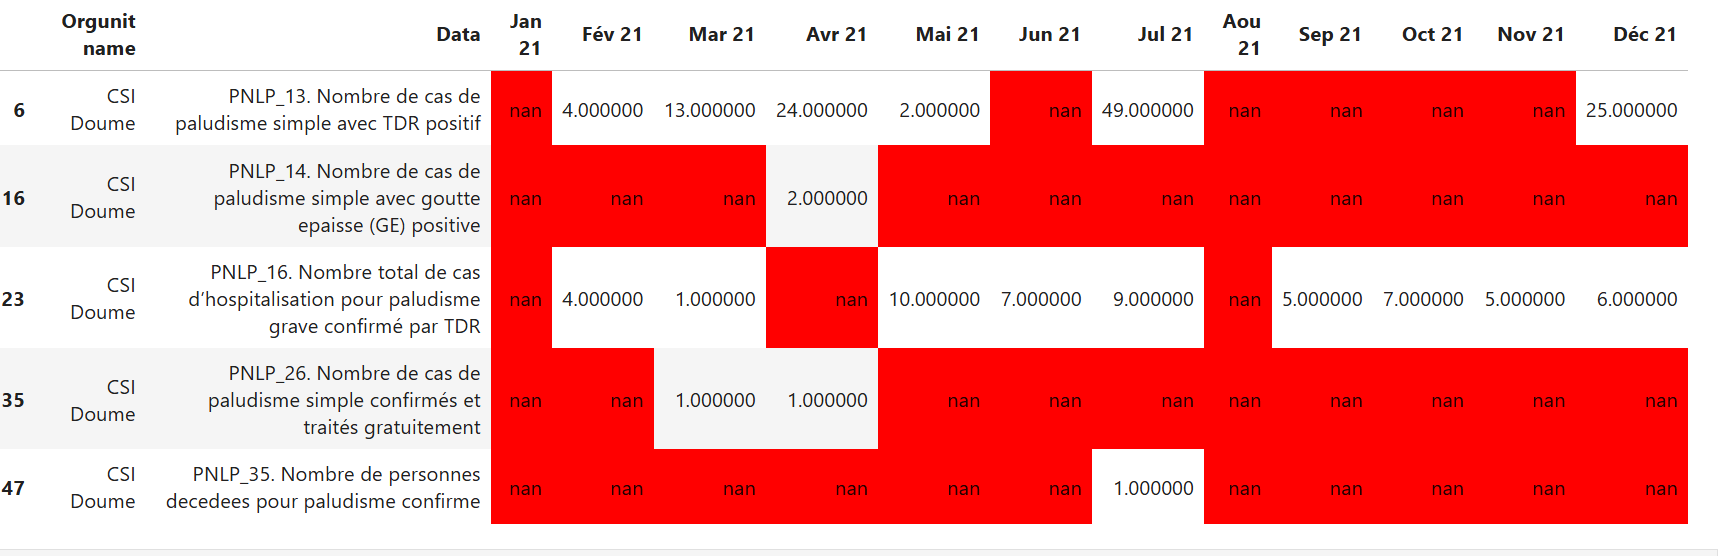 Orgunit name Data Jan 21 Fév 21 Mar 21 Avr 21 Mai 21 Jun 21 Jul 21 Aou 21 Sep 21 Oct 21 Nov 21 Déc 21
6 CSI Doume PNLP_13. Nombre de cas de paludisme simple avec TDR positif nan 4.000000 13.000000 24.000000 2.000000 nan 49.000000 nan nan nan nan 25.000000
16 CSI Doume PNLP_14. Nombre de cas de paludisme simple avec goutte epaisse (GE) positive nan nan nan 2.000000 nan nan nan nan nan nan nan nan
23 CSI Doume PNLP_16. Nombre total de cas d’hospitalisation pour paludisme grave confirmé par TDR nan 4.000000 1.000000 nan 10.000000 7.000000 9.000000 nan 5.000000 7.000000 5.000000 6.000000
35 CSI Doume PNLP_26. Nombre de cas de paludisme simple confirmés et traités gratuitement nan nan 1.000000 1.000000 nan nan nan nan nan nan nan nan
47 CSI Doume PNLP_35. Nombre de personnes decedees pour paludisme confirme nan nan nan nan nan nan 1.000000 nan nan nan nan nan